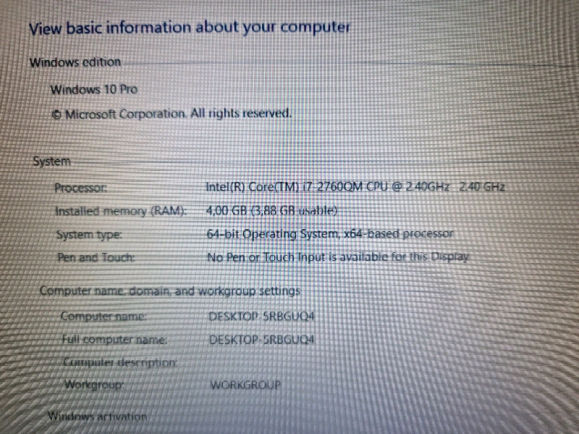 View basic information about your computer
Windows edition
Windows 10 Pro
© Microsoft Corporation. All rights reserved.
System
Processor: Intel(R) Core(TM) i7-2760QM CPU @ 2.40GHz 2.40 GHz
Installed memory (RAM): 4,00 GB (3,88 GB usable)
System type: 64-bit Operating System, x64-based processor
Pen and Touch: No Pen or Touch Input is available for this Display
Computer name, domain, and workgroup settings
Computer name: DESKTOP-5RBGUQ4
Full computer name: DESKTOP-5RBGUQ4
Computer description:
Workgroup: WORKGROUP
Windows activation